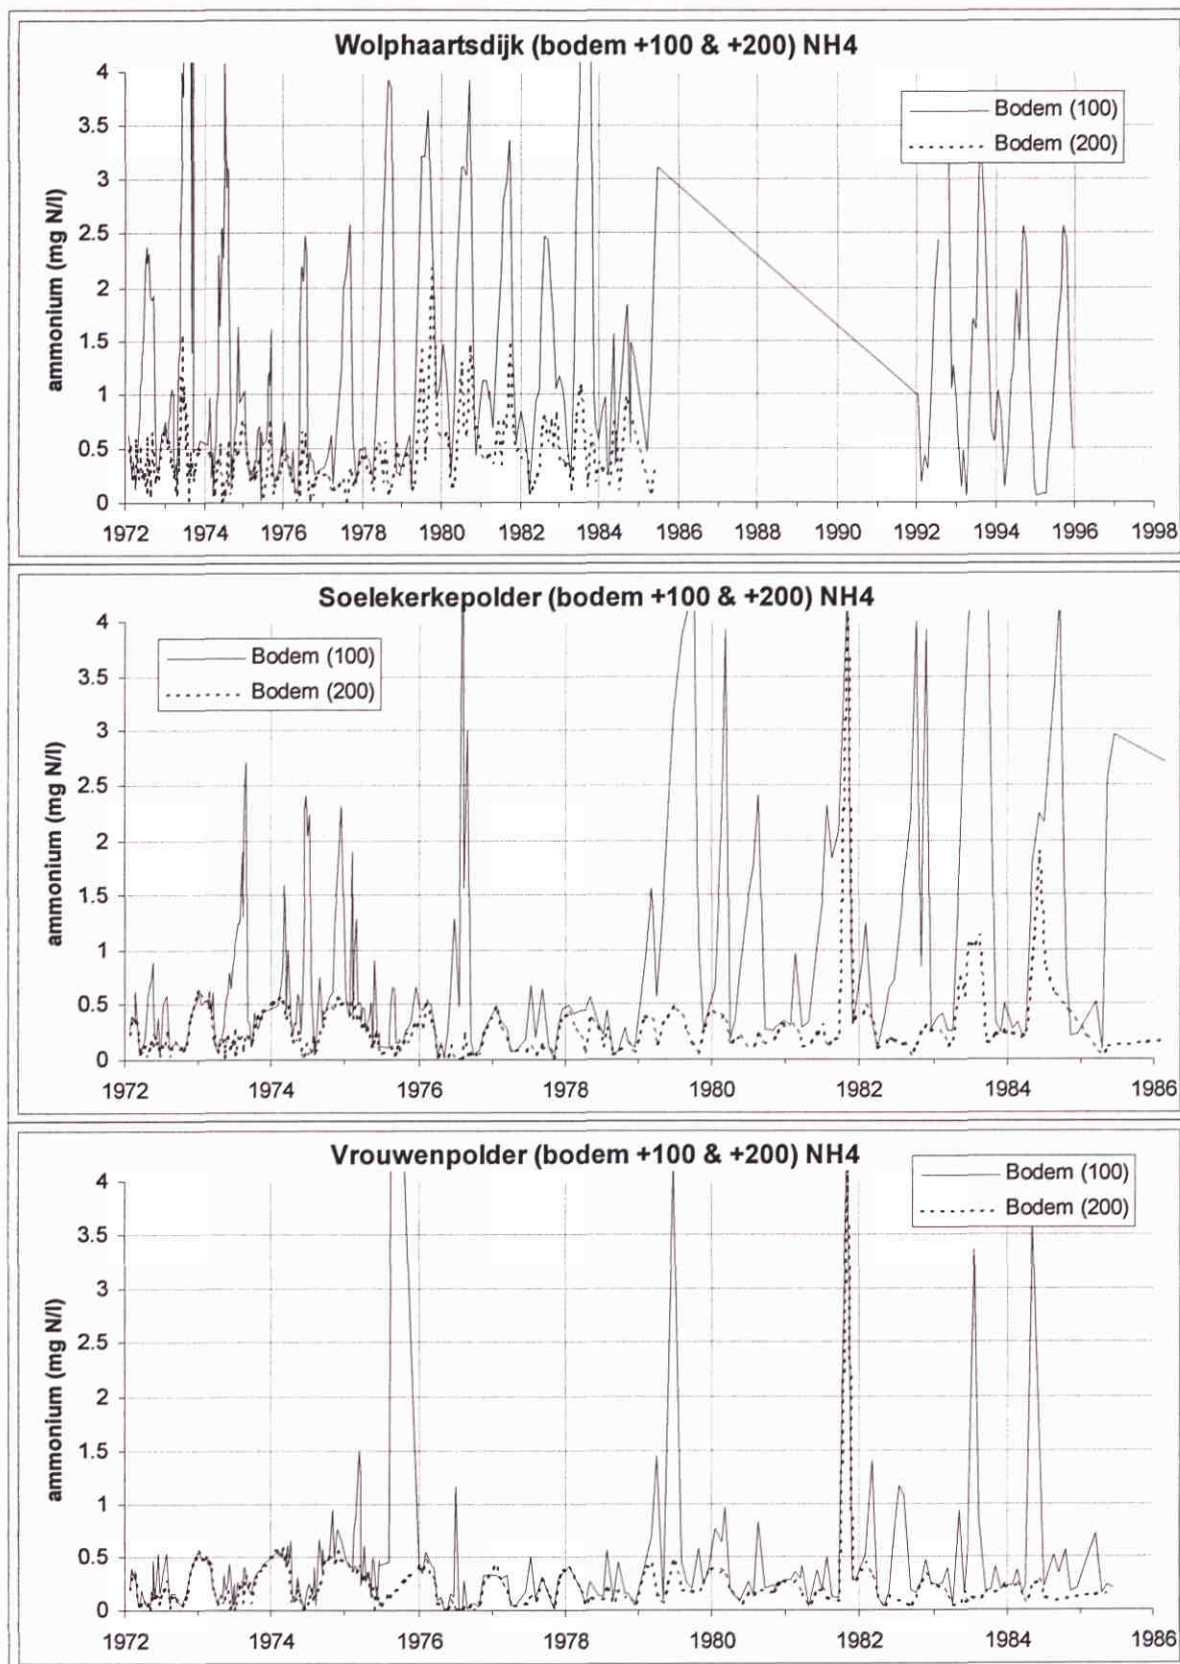 Wolphaartsdijk (bodem +100 & +200) NH4
ammonium (mg N/l)
4
3.5
3
2.5
2
1.5
1
0.5
0
Bodem (100)
Bodem (200)
1972 1974 1976 1978 1980 1982 1984 1986 1988 1990 1992 1994 1996 1998
Soelekerkepolder (bodem +100 & +200) NH4
ammonium (mg N/l)
4
3.5
3
2.5
2
1.5
1
0.5
0
Bodem (100)
Bodem (200)
1972 1974 1976 1978 1980 1982 1984 1986
Vrouwenpolder (bodem +100 & +200) NH4
ammonium (mg N/l)
4
3.5
3
2.5
2
1.5
1
0.5
0
Bodem (100)
Bodem (200)
1972 1974 1976 1978 1980 1982 1984 1986